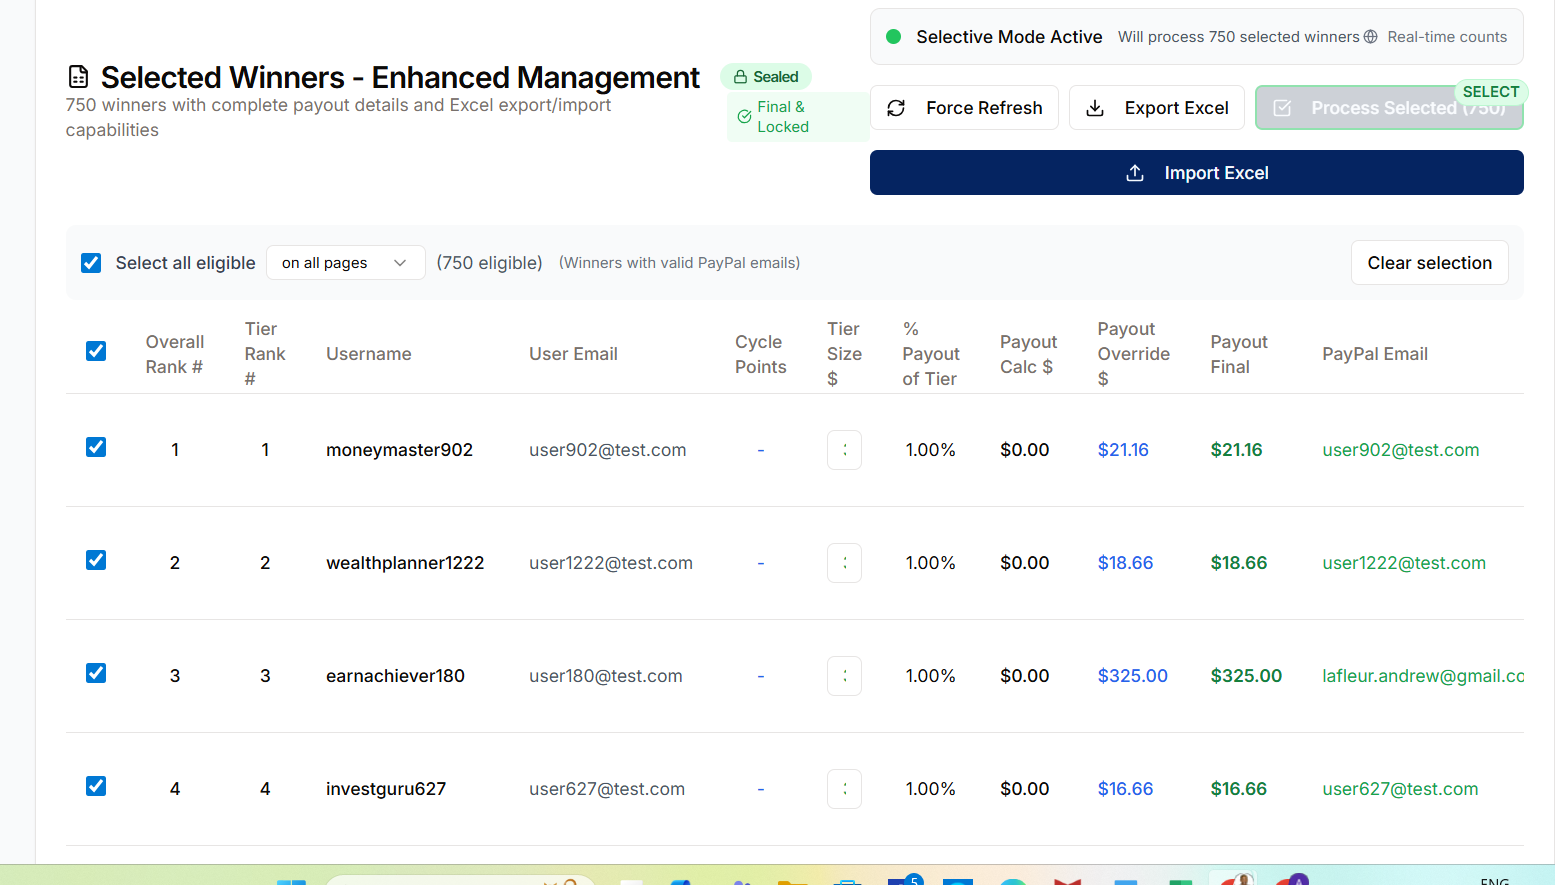 Selective Mode Active Will process 750 selected winners Real-time counts
Selected Winners - Enhanced Management
Sealed
750 winners with complete payout details and Excel export/import
capabilities
Final &
Locked
Force Refresh
Export Excel
Process Selected (750)
SELECT
Import Excel
Select all eligible on all pages (750 eligible) (Winners with valid PayPal emails) Clear selection
Overall
Rank #
Tier
Rank
#
Username
User Email
Cycle
Points
Tier
Size
$
%
Payout
of Tier
Payout
Calc $
Payout
Override
$
Payout
Final
PayPal Email
1 1 moneymaster902 user902@test.com - 1.00% $0.00 $21.16 $21.16 user902@test.com
2 2 wealthplanner1222 user1222@test.com - 1.00% $0.00 $18.66 $18.66 user1222@test.com
3 3 earnachiever180 user180@test.com - 1.00% $0.00 $325.00 $325.00 lafleur.andrew@gmail.co
4 4 investguru627 user627@test.com - 1.00% $0.00 $16.66 $16.66 user627@test.com
5
A
ENG